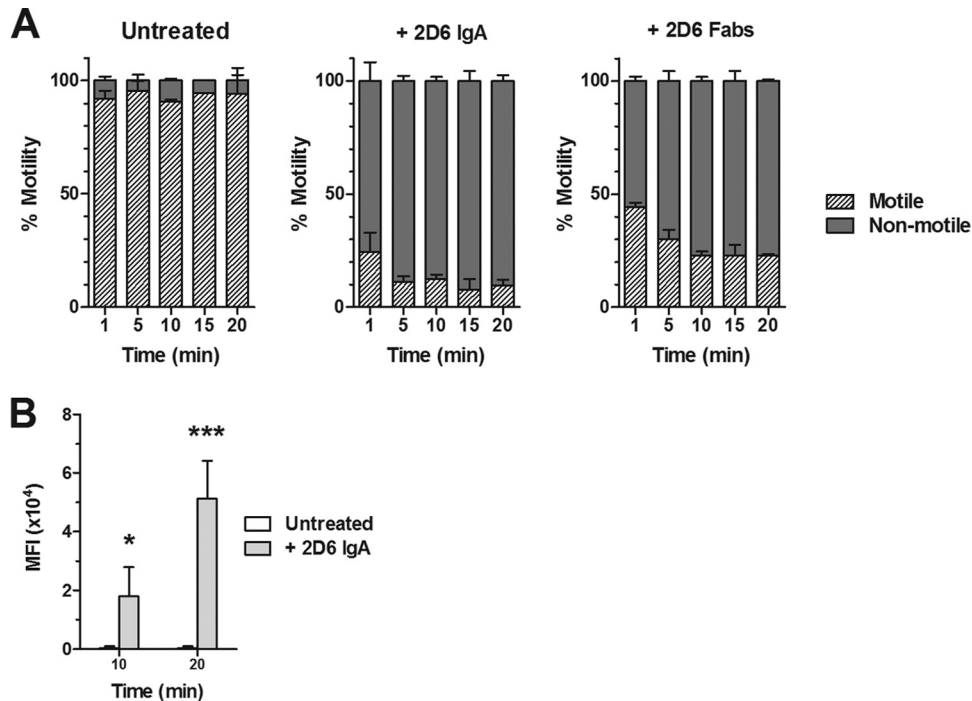 A
Untreated
+ 2D6 IgA
+ 2D6 Fabs
% Motility
100
50
0
1 5 10 15 20
Time (min)
% Motility
100
50
0
1 5 10 15 20
Time (min)
% Motility
100
50
0
1 5 10 15 20
Time (min)
Motile
Non-motile
B
MFI (x10⁴)
8
6
4
2
0
*
***
10 20
Time (min)
Untreated
+ 2D6 IgA